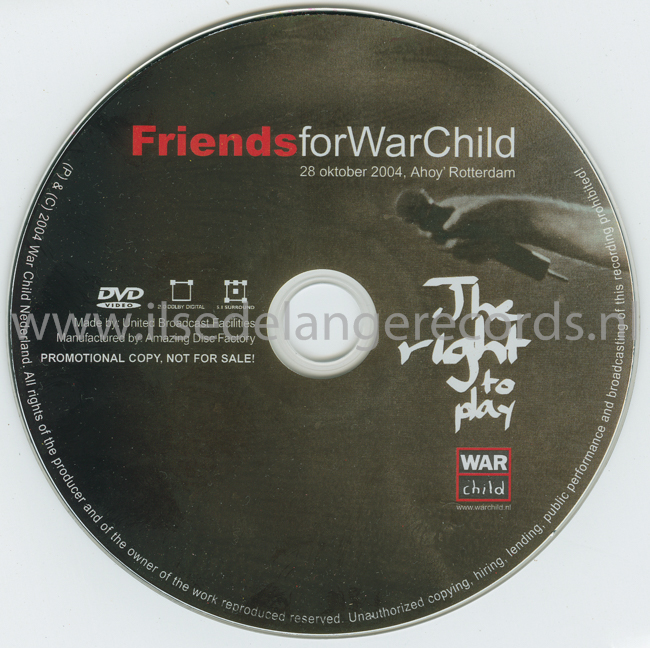 FriendsforWarChild
28 oktober 2004, Ahoy' Rotterdam
DVD
VIDEO
2.0 DOLBY DIGITAL
5.1 SURROUND
Made by: United Broadcast Facilities
Manufactured by: Amazing Disc Factory
PROMOTIONAL COPY, NOT FOR SALE!
The
right
to
play
WAR
child
www.warchild.nl
(P) & (C) 2004 War Child Nederland. All rights of the producer and of the owner of the work reproduced reserved. Unauthorized copying, hiring, lending, public performance and broadcasting of this recording prohibited!